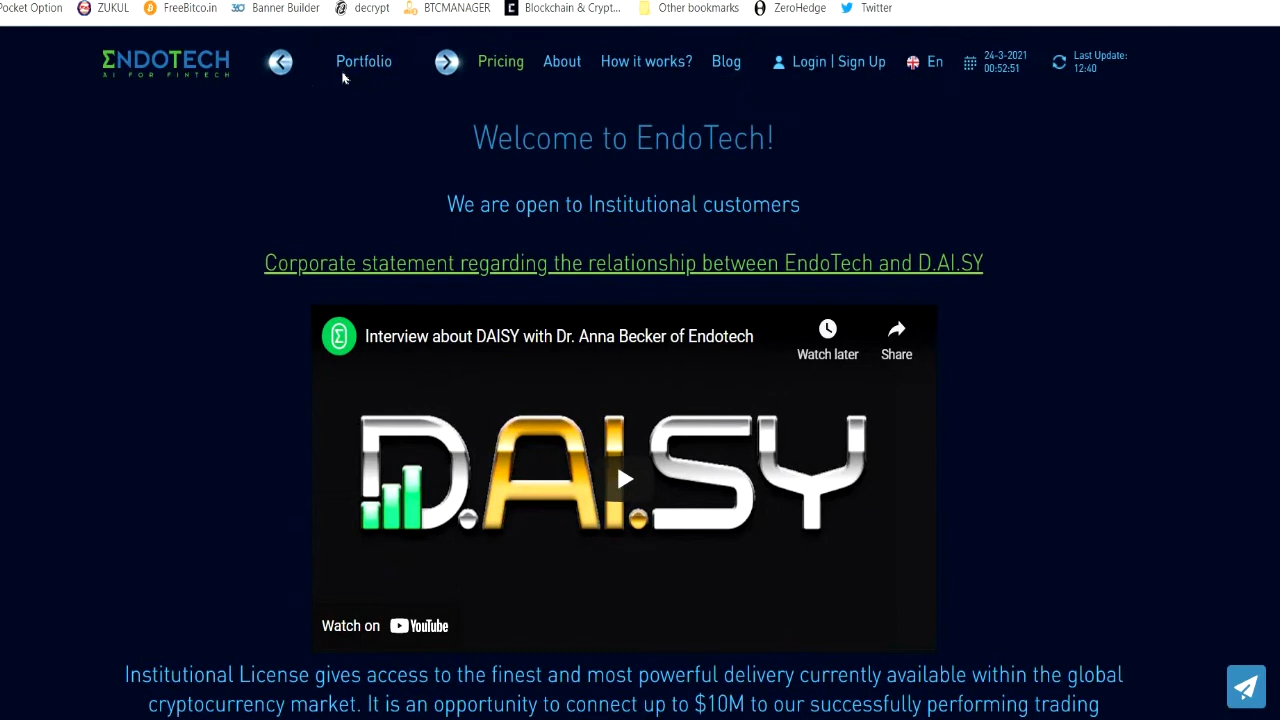 Pocket Option ZUKUL FreeBitco.in Banner Builder decrypt BTCMANAGER Blockchain & Crypt... Other bookmarks ZeroHedge Twitter
ΣNDOTECH
AI FOR FINTECH
Portfolio Pricing About How it works? Blog Login | Sign Up En
24-3-2021
00:52:51
Last Update:
12:40
Welcome to EndoTech!
We are open to Institutional customers
Corporate statement regarding the relationship between EndoTech and D.AI.SY
Interview about DAISY with Dr. Anna Becker of Endotech
Watch later Share
D.AI.SY
Watch on YouTube
Institutional License gives access to the finest and most powerful delivery currently available within the global
cryptocurrency market. It is an opportunity to connect up to $10M to our successfully performing trading